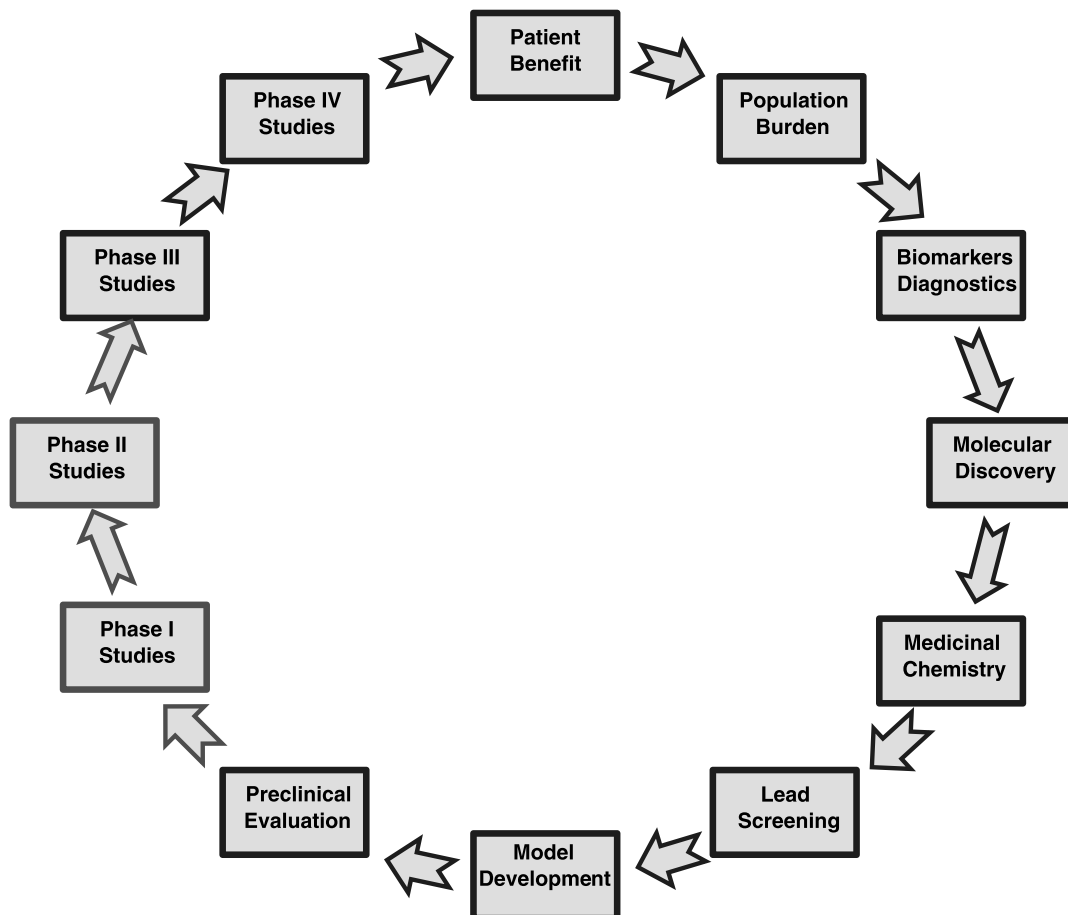 Patient
Benefit
Population
Burden
Biomarkers
Diagnostics
Molecular
Discovery
Medicinal
Chemistry
Lead
Screening
Model
Development
Preclinical
Evaluation
Phase I
Studies
Phase II
Studies
Phase III
Studies
Phase IV
Studies